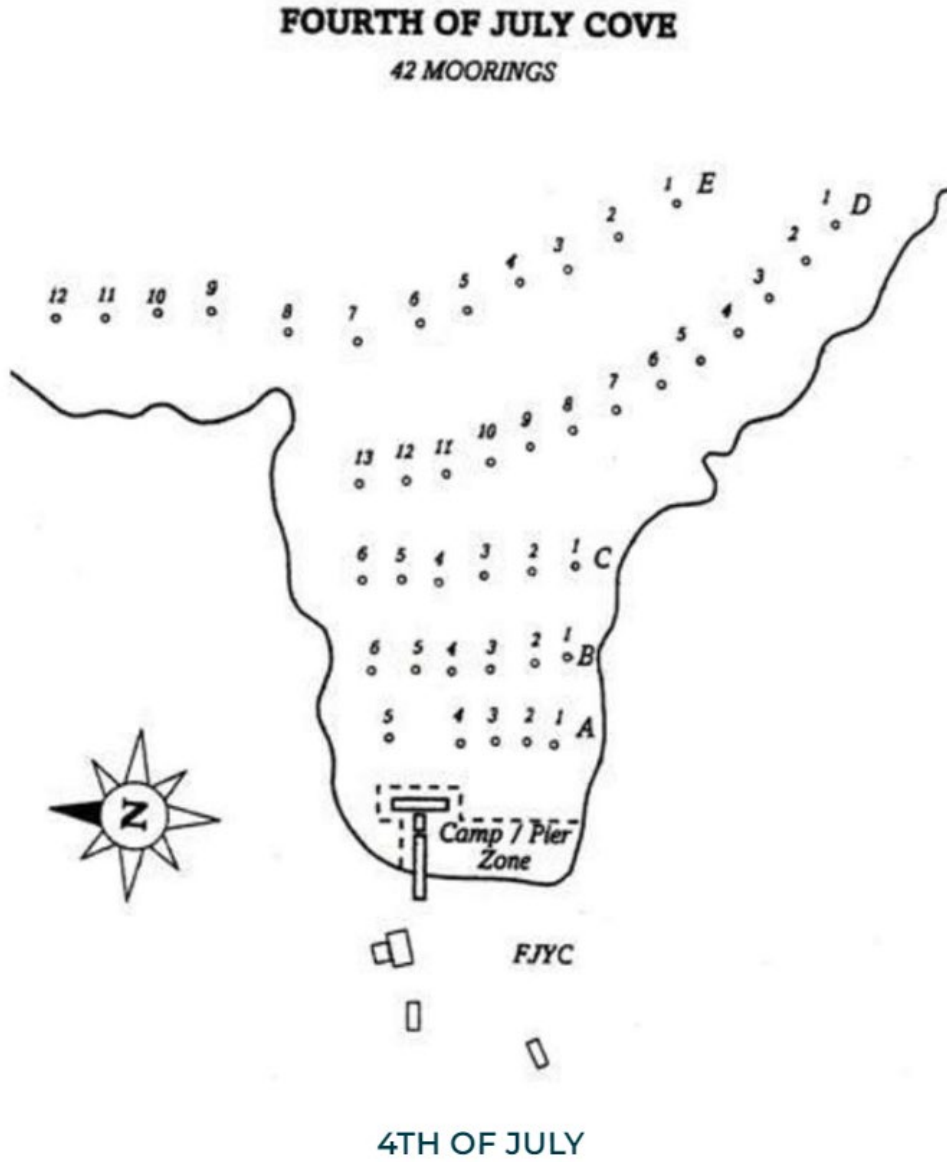 FOURTH OF JULY COVE
42 MOORINGS
1 E
2
3
4
5
6
7
8
9
10
11
12
1 D
2
3
4
5
6
7
8
9
10
11
12
13
6 5 4 3 2 1 C
6 5 4 3 2 1 B
5 4 3 2 1 A
N
Camp 7 Pier
Zone
FJYC
4TH OF JULY